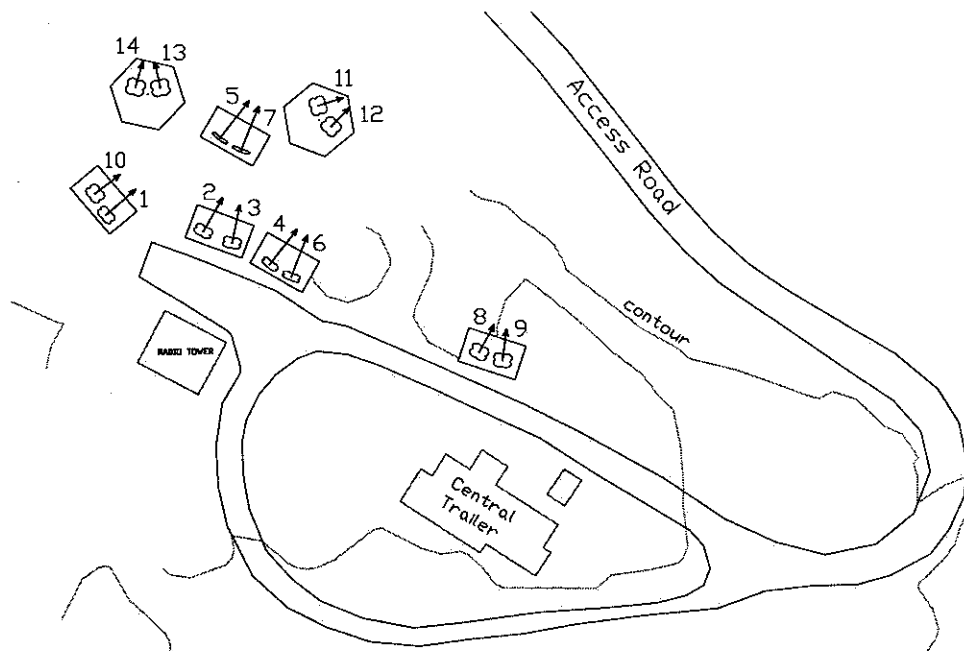 14 13
11
5 7
12
10
1
2 3
4 6
8 9
Access Road
contour
RADIO TOWER
Central
Trailer